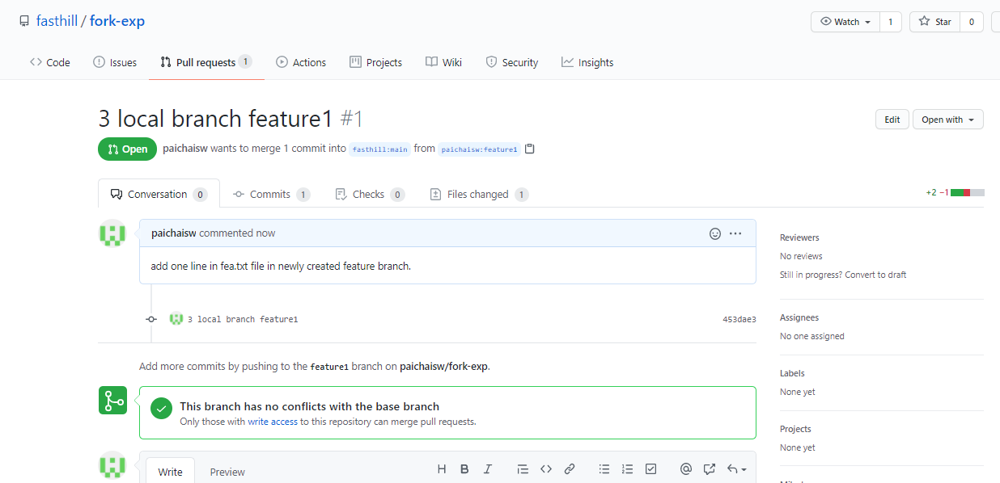 fasthill / fork-exp
Watch 1 Star 0
Code Issues Pull requests 1 Actions Projects Wiki Security Insights
3 local branch feature1 #1
Edit Open with
Open paichaisw wants to merge 1 commit into fasthill:main from paichaisw:feature1
Conversation 0 Commits 1 Checks 0 Files changed 1
+2 −1
paichaisw commented now
add one line in fea.txt file in newly created feature branch.
3 local branch feature1 453dae3
Add more commits by pushing to the feature1 branch on paichaisw/fork-exp.
This branch has no conflicts with the base branch
Only those with write access to this repository can merge pull requests.
Write Preview
Reviewers
No reviews
Still in progress? Convert to draft
Assignees
No one assigned
Labels
None yet
Projects
None yet